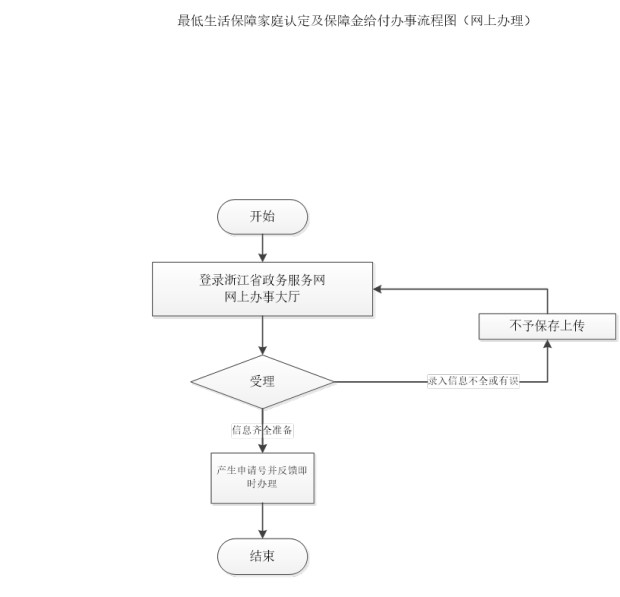 最低生活保障家庭认定及保障金给付办事流程图（网上办理）
开始
登录浙江省政务服务网
网上办事大厅
不予保存上传
受理
录入信息不全或有误
信息齐全准备
产生申请号并反馈即
时办理
结束